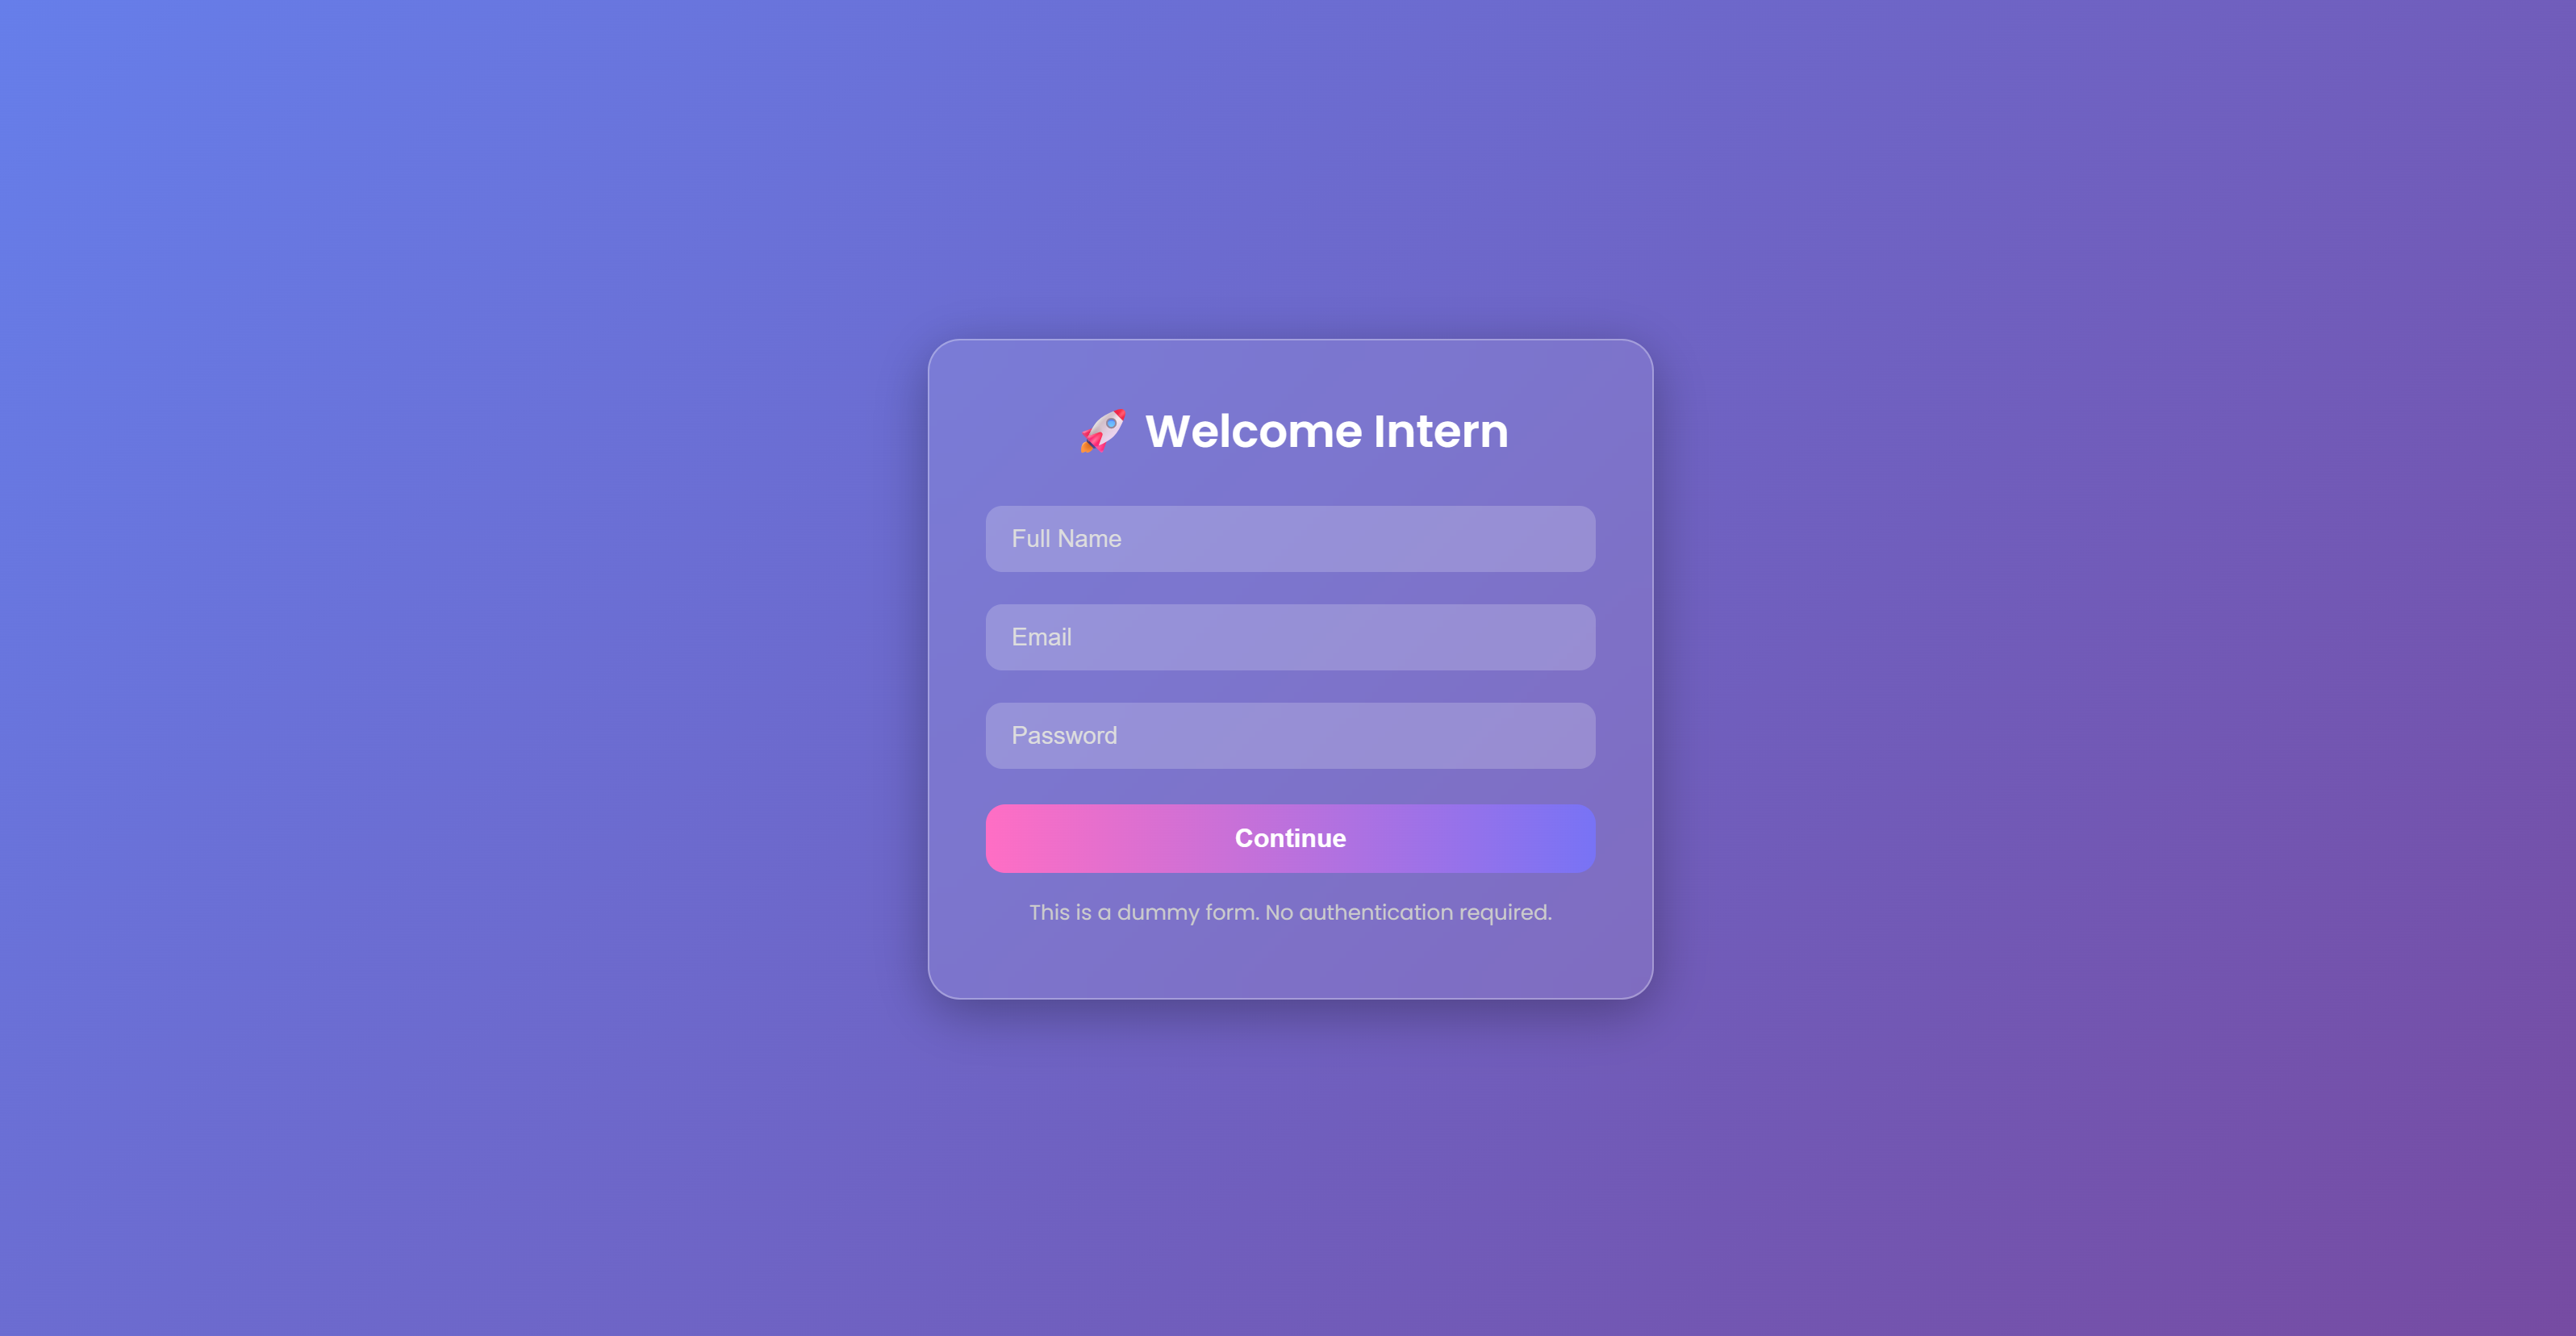 🚀 Welcome Intern
Full Name
Email
Password
Continue
This is a dummy form. No authentication required.